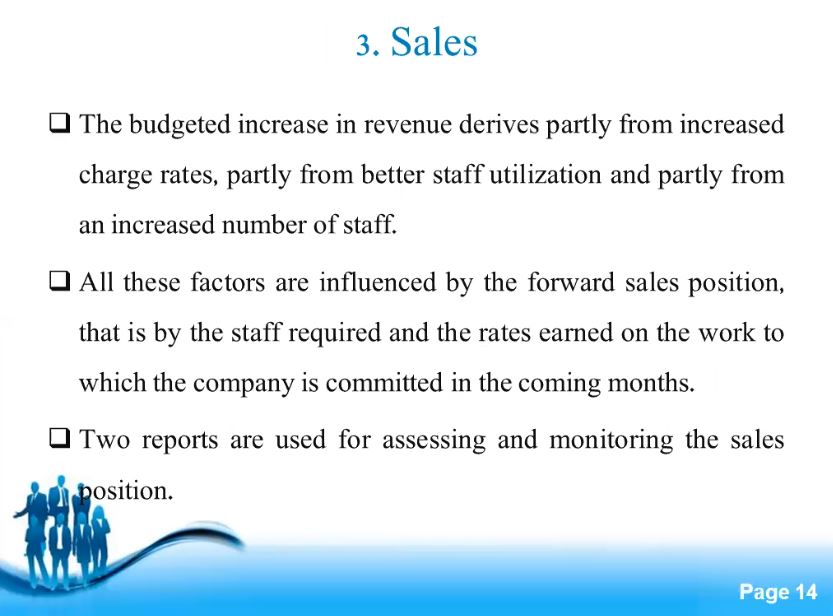 3. Sales
❑ The budgeted increase in revenue derives partly from increased
charge rates, partly from better staff utilization and partly from
an increased number of staff.
❑ All these factors are influenced by the forward sales position,
that is by the staff required and the rates earned on the work to
which the company is committed in the coming months.
❑ Two reports are used for assessing and monitoring the sales
position.
Page 14